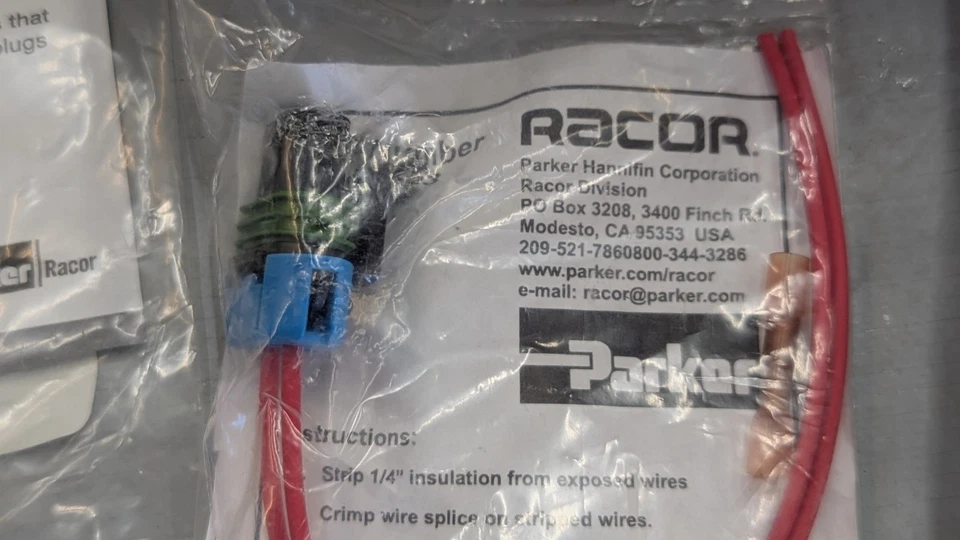 that
plugs
Racor
RACOR
Parker Hannifin Corporation
Racor Division
PO Box 3208, 3400 Finch Rd.
Modesto, CA 95353 USA
209-521-7860800-344-3286
www.parker.com/racor
e-mail: racor@parker.com
Parker
structions:
Strip 1/4" insulation from exposed wires
Crimp wire splice on stripped wires.